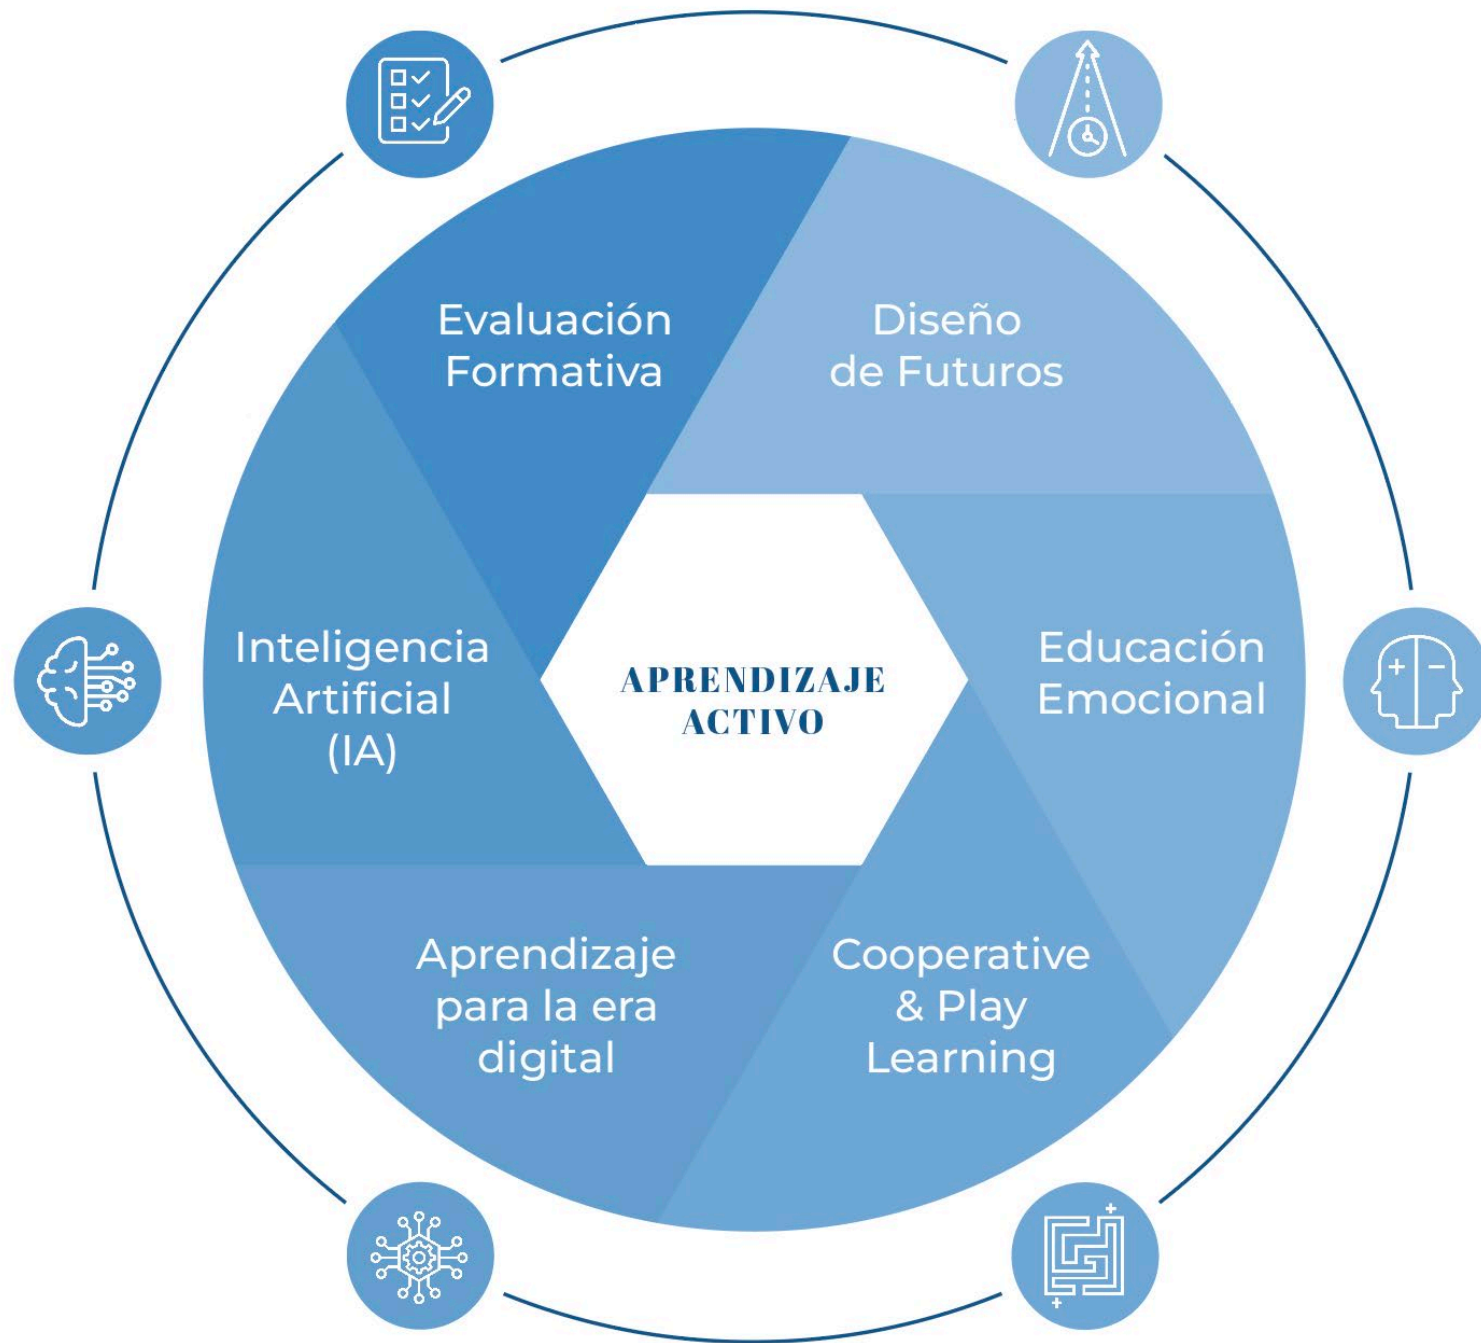 Evaluación
Formativa
Diseño
de Futuros
Inteligencia
Artificial
(IA)
APRENDIZAJE
ACTIVO
Educación
Emocional
Aprendizaje
para la era
digital
Cooperative
& Play
Learning